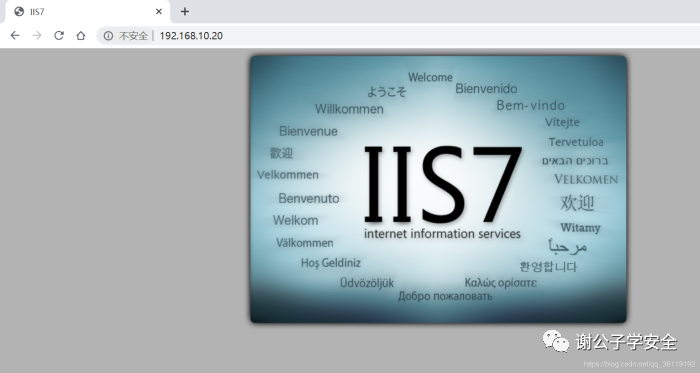 IIS7
不安全 | 192.168.10.20
Welcome
ようこそ
Bienvenido
Willkommen
Bem-vindo
Vítejte
Bienvenue
Tervetuloa
歡迎
ברוכים הבאים
Velkommen
VELKOMEN
IIS7
internet information services
Benvenuto
欢迎
Welkom
Witamy
Välkommen
مرحباً
Hoş Geldiniz
환영합니다
Üdvözöljük
Καλώς ορίσατε
Добро пожаловать
谢公子学安全
https://blog.csdn.net/qq_36119192